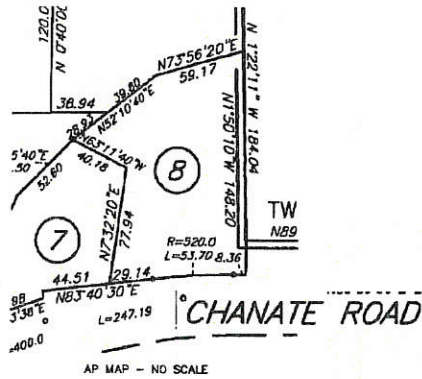 120.0
N 0°40'00
N73°56'20"E
59.17
39.80
N52°10'40"E
38.94
28.93
N63°11'40"W
40.18
5'40"E
.50
52.60
8
N 1°22'11" W 184.04
N1°50'10"W 148.20
N7°32'20"E
77.94
7
TW
N89
R=520.0
L=53.70
8.36
44.51
29.14
N83°40'30"E
3'38"E
L=247.19
=400.0
CHANATE ROAD
AP MAP - NO SCALE